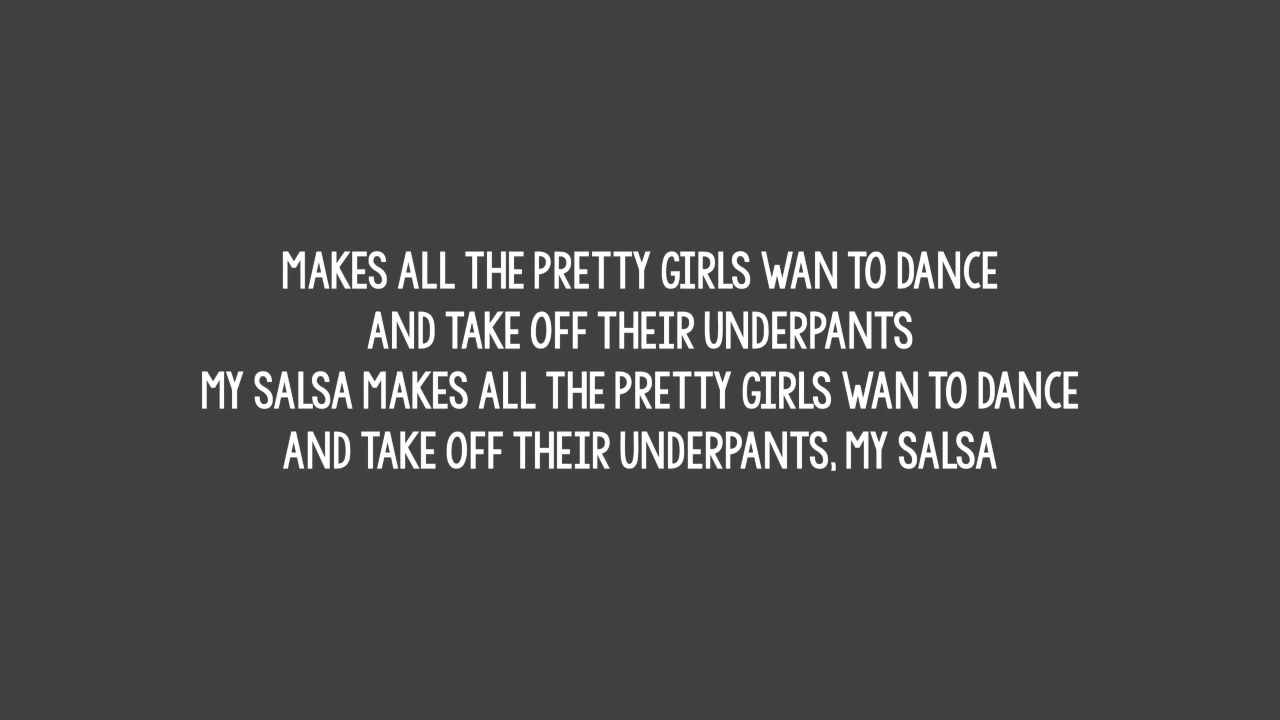 MAKES ALL THE PRETTY GIRLS WAN TO DANCE
AND TAKE OFF THEIR UNDERPANTS
MY SALSA MAKES ALL THE PRETTY GIRLS WAN TO DANCE
AND TAKE OFF THEIR UNDERPANTS, MY SALSA